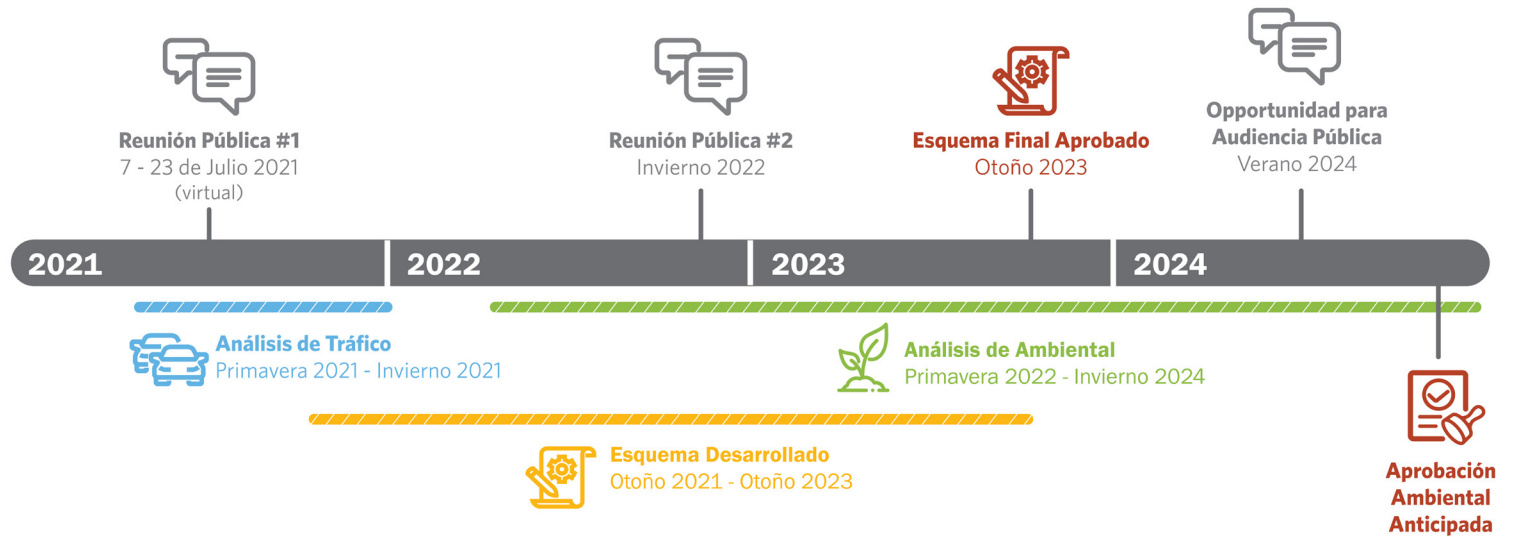 Reunión Pública #1
7 - 23 de Julio 2021
(virtual)
Reunión Pública #2
Invierno 2022
Esquema Final Aprobado
Otoño 2023
Opportunidad para
Audiencia Pública
Verano 2024
2021
2022
2023
2024
Análisis de Tráfico
Primavera 2021 - Invierno 2021
Análisis de Ambiental
Primavera 2022 - Invierno 2024
Esquema Desarrollado
Otoño 2021 - Otoño 2023
Aprobación
Ambiental
Anticipada